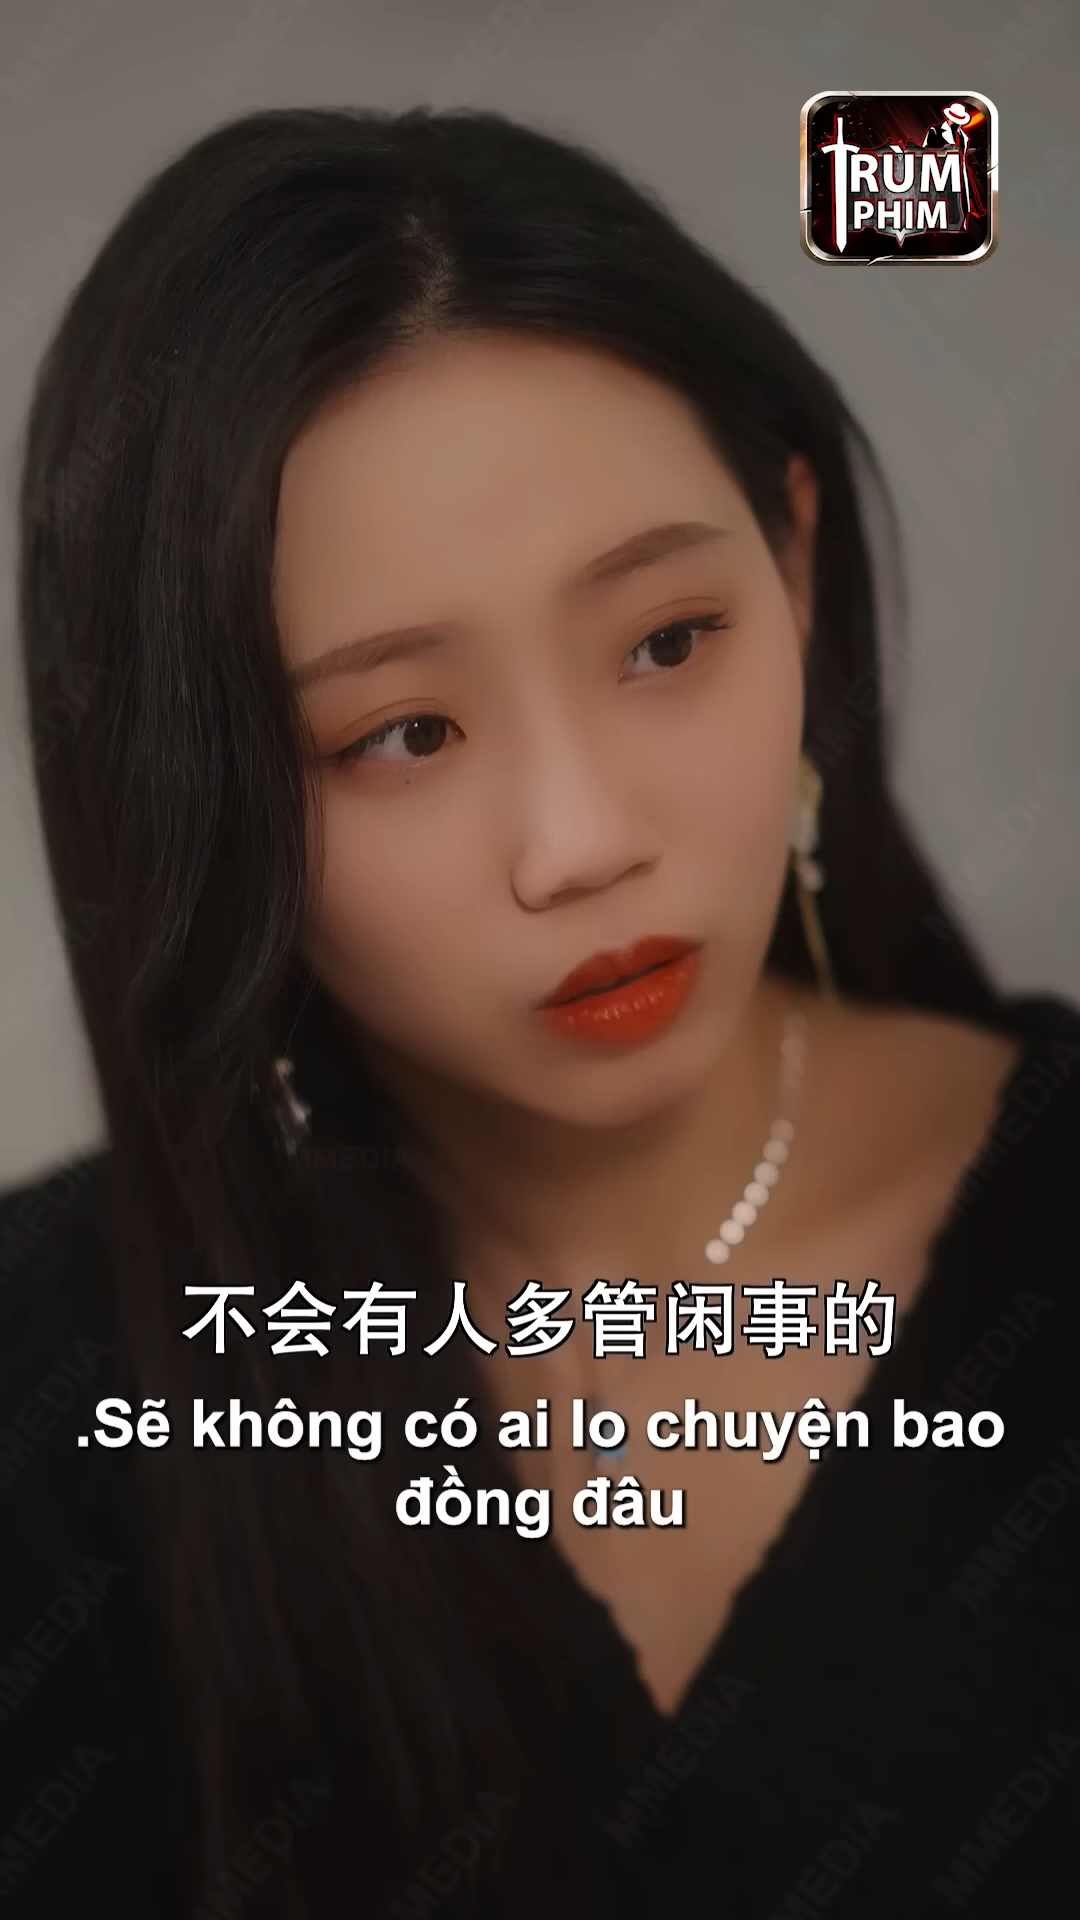 TRÙM
PHIM
不会有人多管闲事的
.Sẽ không có ai lo chuyện bao
đồng đâu
MMEDIA